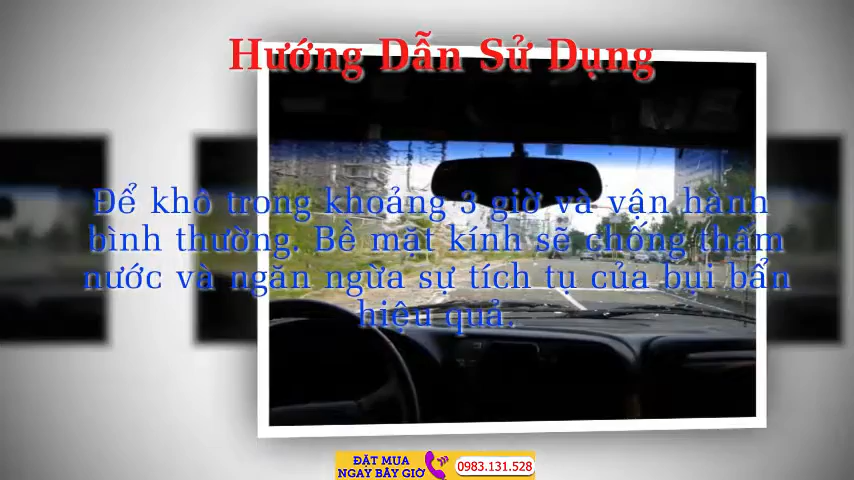 Hướng Dẫn Sử Dụng
Để khô trong khoảng 3 giờ và vận hành
bình thường. Bề mặt kính sẽ chống thấm
nước và ngăn ngừa sự tích tụ của bụi bẩn
hiệu quả.
ĐẶT MUA
NGAY BÂY GIỜ
0983.131.528